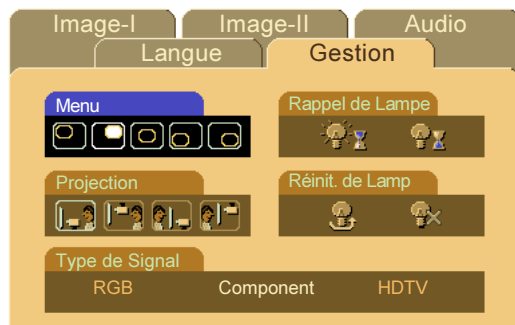 Image-I Image-II Audio
Langue Gestion
Menu Rappel de Lampe
Projection Réinit. de Lamp
Type de Signal
RGB Component HDTV